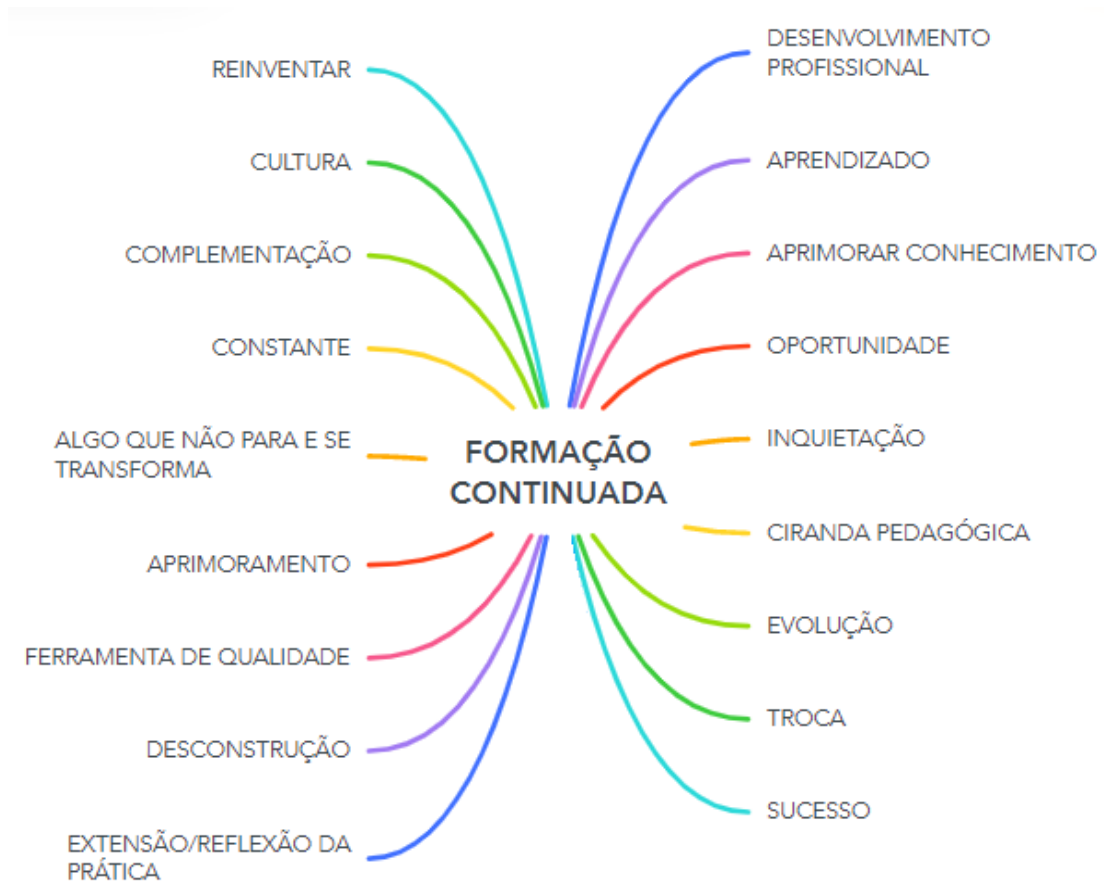 REINVENTAR
CULTURA
COMPLEMENTAÇÃO
CONSTANTE
ALGO QUE NÃO PARA E SE
TRANSFORMA
APRIMORAMENTO
FERRAMENTA DE QUALIDADE
DESCONSTRUÇÃO
EXTENSÃO/REFLEXÃO DA
PRÁTICA
FORMAÇÃO
CONTINUADA
DESENVOLVIMENTO
PROFISSIONAL
APRENDIZADO
APRIMORAR CONHECIMENTO
OPORTUNIDADE
INQUIETAÇÃO
CIRANDA PEDAGÓGICA
EVOLUÇÃO
TROCA
SUCESSO